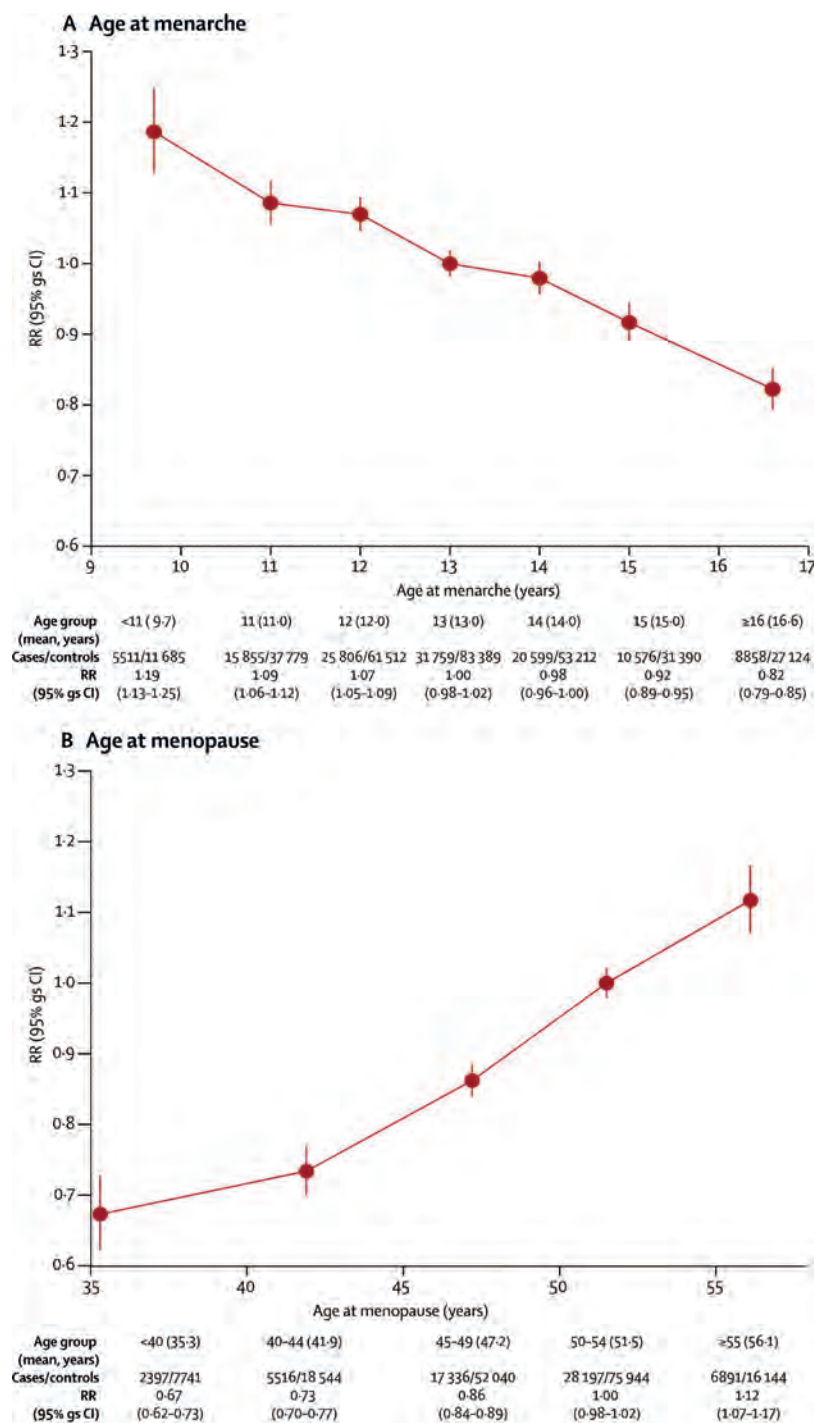 A Age at menarche
1·3
1·2
1·1
1·0
0·9
0·8
0·7
0·6
RR (95% gs CI)
9 10 11 12 13 14 15 16 17
Age at menarche (years)
Age group <11 ( 9·7) 11 (11·0) 12 (12·0) 13 (13·0) 14 (14·0) 15 (15·0) ≥16 (16·6)
(mean, years)
Cases/controls 5511/11 685 15 855/37 779 25 806/61 512 31 759/83 389 20 599/53 212 10 576/31 390 8858/27 124
RR 1·19 1·09 1·07 1·00 0·98 0·92 0·82
(95% gs CI) (1·13–1·25) (1·06–1·12) (1·05–1·09) (0·98–1·02) (0·96–1·00) (0·89–0·95) (0·79–0·85)
B Age at menopause
1·3
1·2
1·1
1·0
0·9
0·8
0·7
0·6
RR (95% gs CI)
35 40 45 50 55
Age at menopause (years)
Age group <40 (35·3) 40–44 (41·9) 45–49 (47·2) 50–54 (51·5) ≥55 (56·1)
(mean, years)
Cases/controls 2397/7741 5516/18 544 17 336/52 040 28 197/75 944 6891/16 144
RR 0·67 0·73 0·86 1·00 1·12
(95% gs CI) (0·62–0·73) (0·70–0·77) (0·84–0·89) (0·98–1·02) (1·07–1·17)